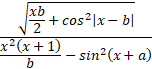 √(xb/2 + cos²|x − b|)
x²(x + 1)/b − sin²(x + a)